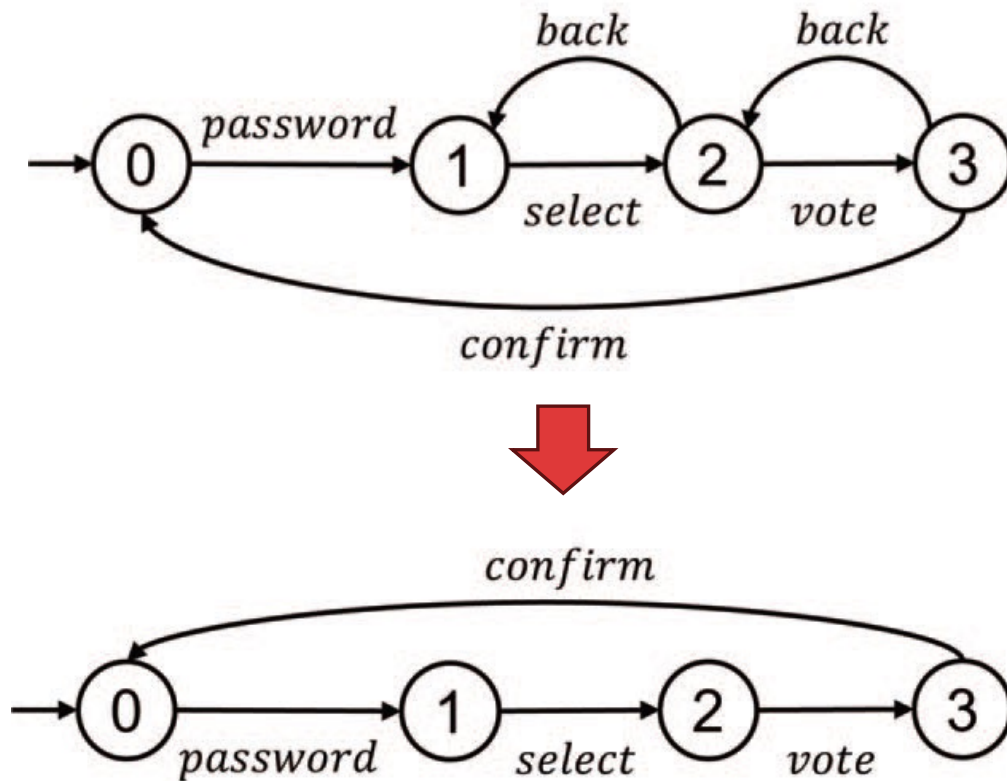 back back
password
0 1 2 3
select vote
confirm
confirm
0 1 2 3
password select vote